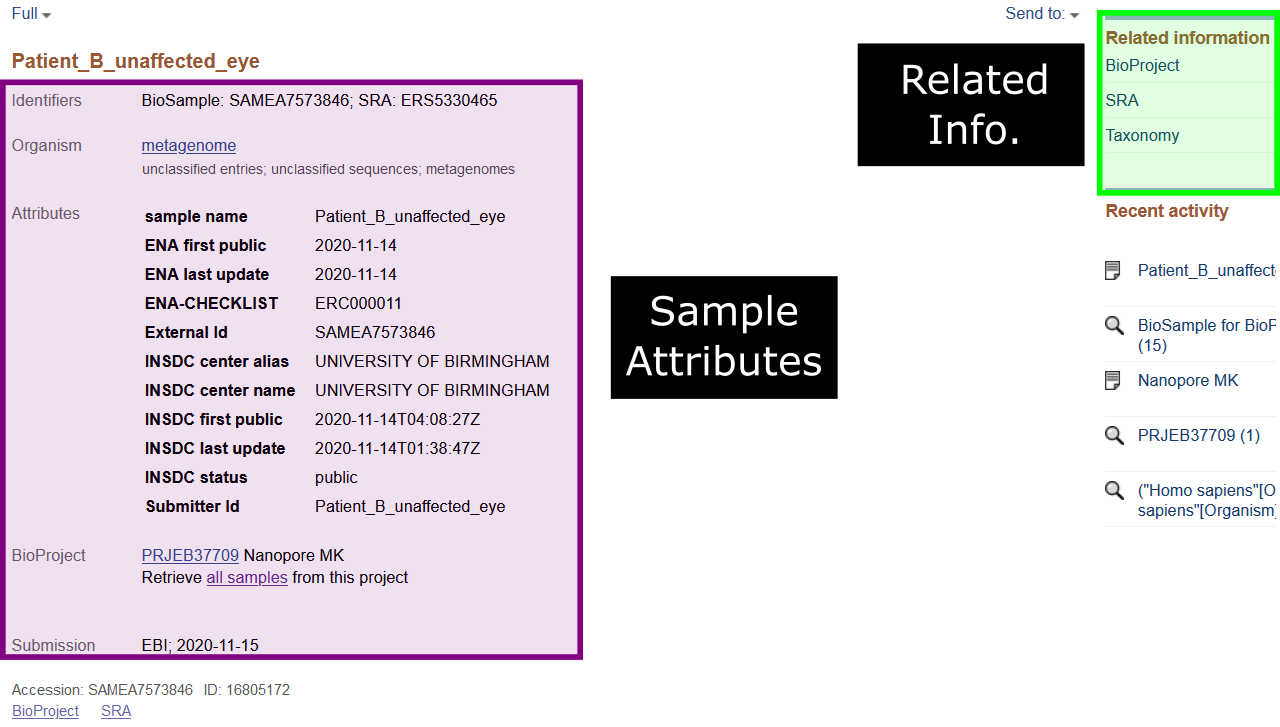 Full
Send to:
Patient_B_unaffected_eye
Identifiers BioSample: SAMEA7573846; SRA: ERS5330465
Organism metagenome
unclassified entries; unclassified sequences; metagenomes
Attributes
sample name Patient_B_unaffected_eye
ENA first public 2020-11-14
ENA last update 2020-11-14
ENA-CHECKLIST ERC000011
External Id SAMEA7573846
INSDC center alias UNIVERSITY OF BIRMINGHAM
INSDC center name UNIVERSITY OF BIRMINGHAM
INSDC first public 2020-11-14T04:08:27Z
INSDC last update 2020-11-14T01:38:47Z
INSDC status public
Submitter Id Patient_B_unaffected_eye
BioProject PRJEB37709 Nanopore MK
Retrieve all samples from this project
Submission EBI; 2020-11-15
Accession: SAMEA7573846 ID: 16805172
BioProject SRA
Sample
Attributes
Related
Info.
Related information
BioProject
SRA
Taxonomy
Recent activity
Patient_B_unaffect
BioSample for BioP
(15)
Nanopore MK
PRJEB37709 (1)
("Homo sapiens"[O
sapiens"[Organism]